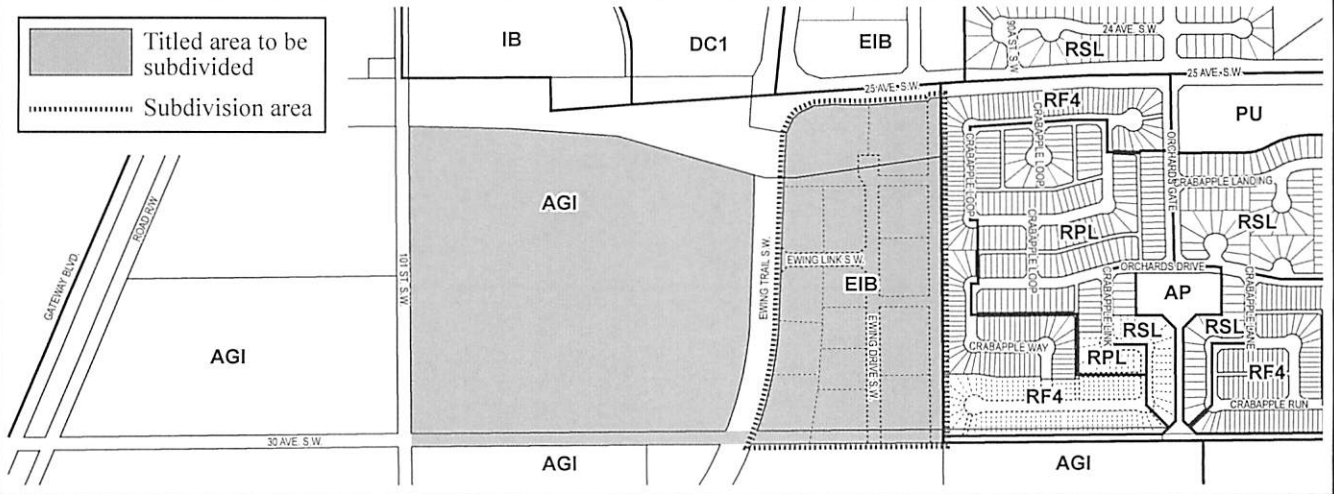 Titled area to be
subdivided
Subdivision area
IB
DC1
EIB
90A ST. S.W.
24 AVE. S.W.
RSL
25 AVE. S.W.
25 AVE. S.W.
RF4
PU
CRABAPPLE LOOP
CRABAPPLE LOOP
ORCHARDS GATE
CRABAPPLE LANDING
AGI
RSL
RPL
GATEWAY BLVD.
ROAD R/W
101 ST. S.W.
EWING TRAIL S.W.
EWING LINK S.W.
EIB
CRABAPPLE LOOP
ORCHARDS DRIVE
AP
AGI
EWING DRIVE S.W.
CRABAPPLE WAY
CRABAPPLE LINK
RSL
RSL
CRABAPPLE LANE
RPL
RF4
RF4
CRABAPPLE RUN
30 AVE. S.W.
AGI
AGI